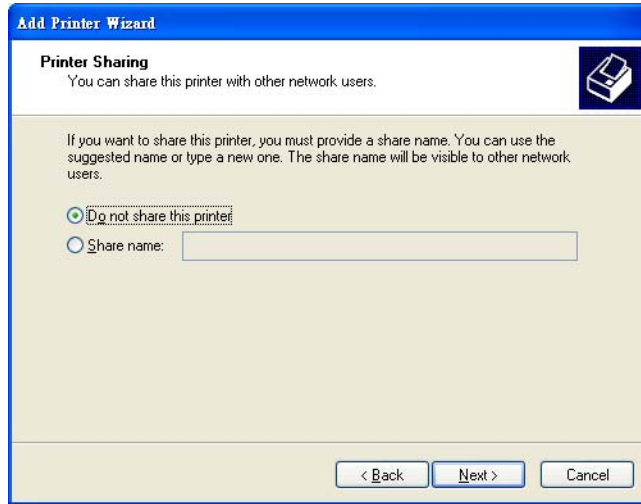 Add Printer Wizard
Printer Sharing
You can share this printer with other network users.
If you want to share this printer, you must provide a share name. You can use the
suggested name or type a new one. The share name will be visible to other network
users.
Do not share this printer
Share name:
< Back
Next >
Cancel